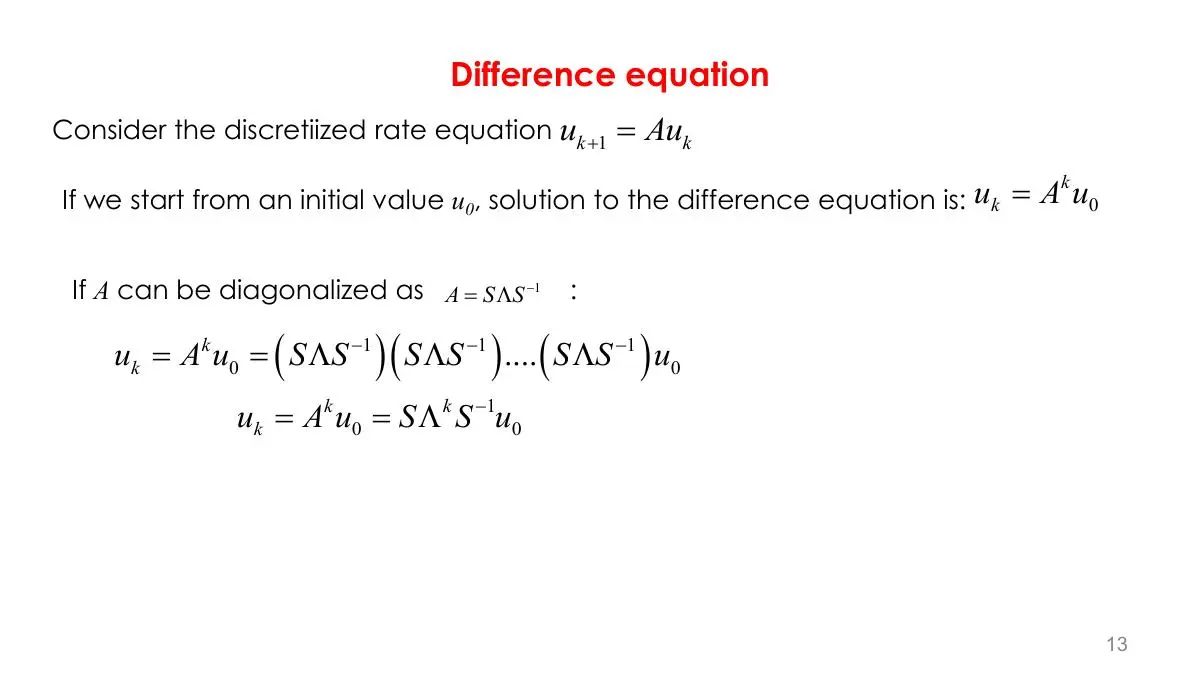 Difference equation
Consider the discretiized rate equation u_{k+1} = Au_k
If we start from an initial value u_0, solution to the difference equation is: u_k = A^k u_0
If A can be diagonalized as A = SΛS^{-1} :
u_k = A^k u_0 = (SΛS^{-1})(SΛS^{-1})....(SΛS^{-1})u_0
u_k = A^k u_0 = SΛ^k S^{-1}u_0
13